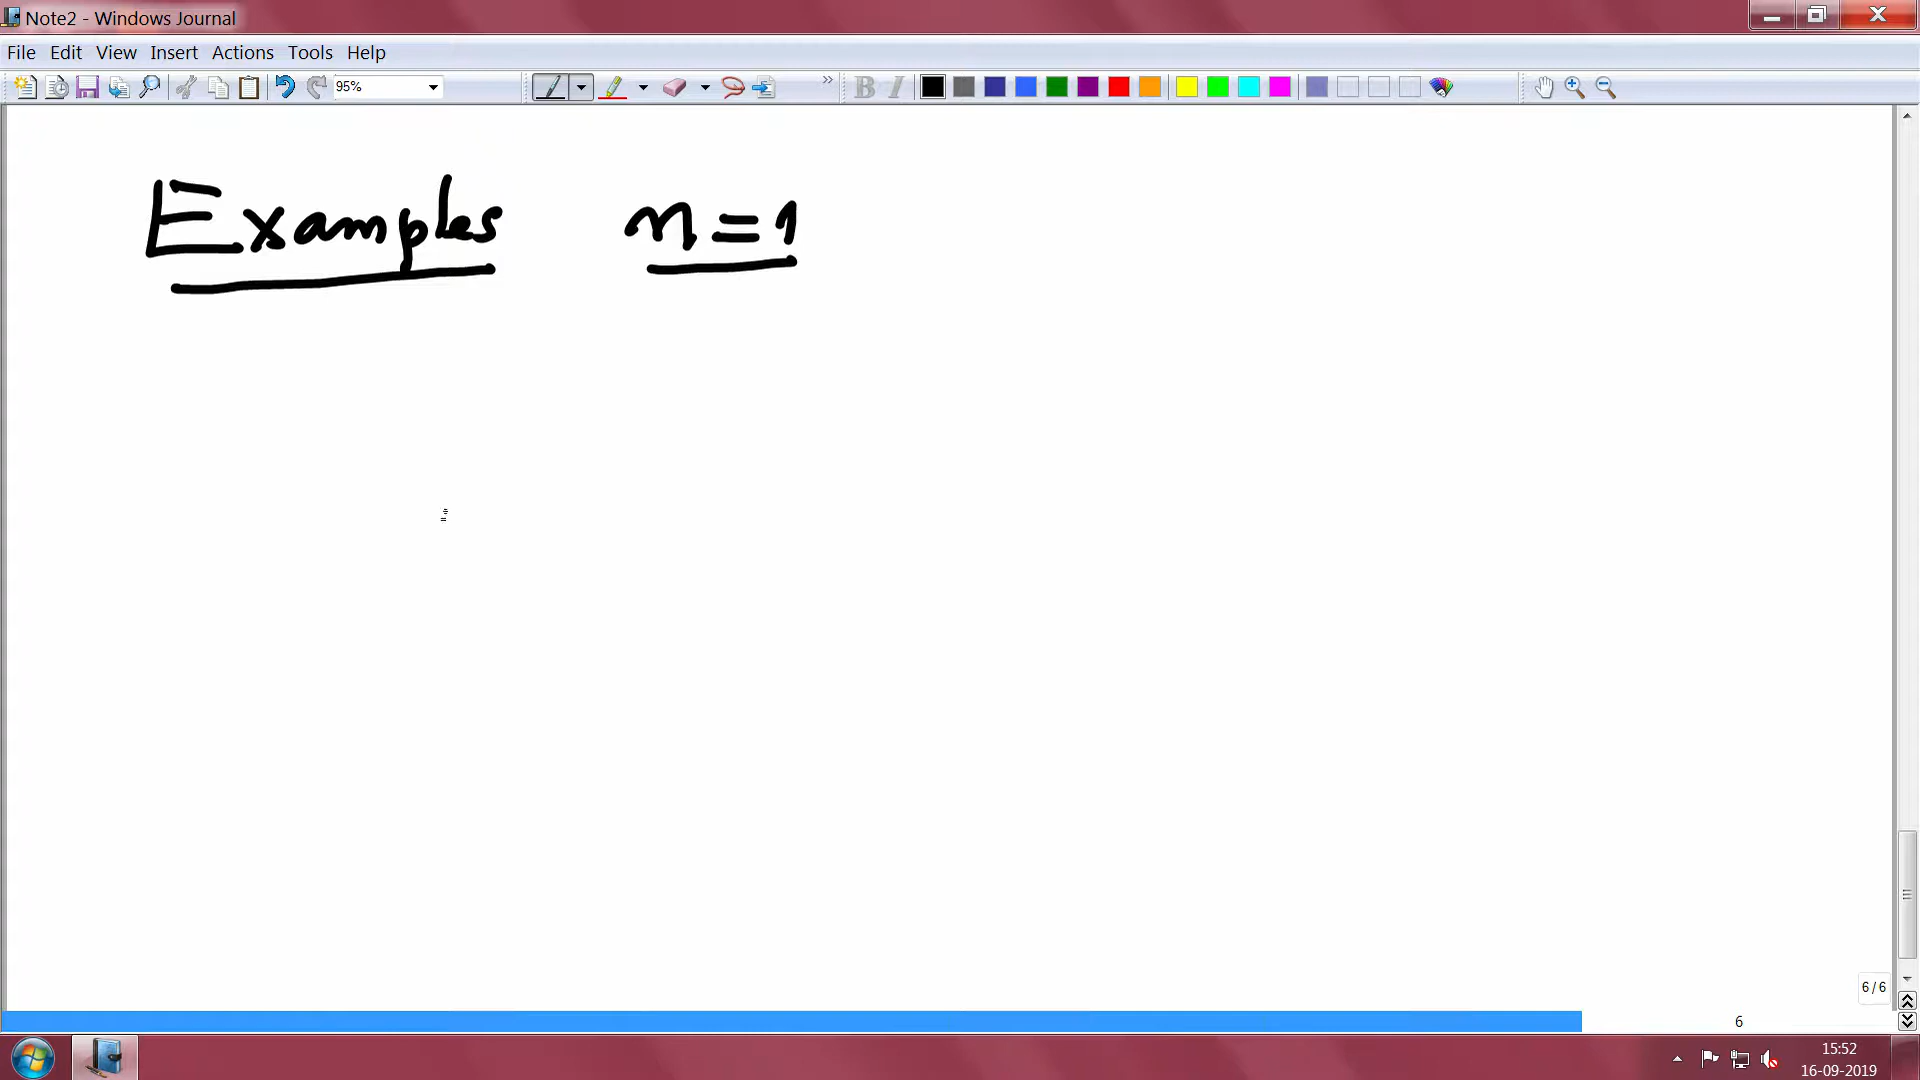 Note2 - Windows Journal
File Edit View Insert Actions Tools Help
95%
Examples n=1
6 / 6
6
15:52
16-09-2019